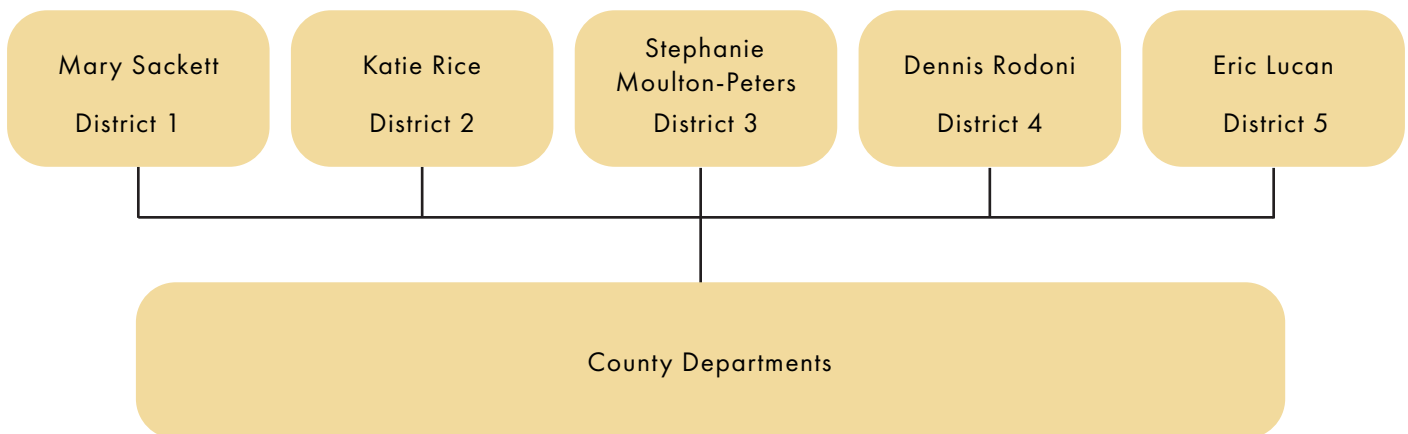 Mary Sackett
District 1
Katie Rice
District 2
Stephanie
Moulton-Peters
District 3
Dennis Rodoni
District 4
Eric Lucan
District 5
County Departments